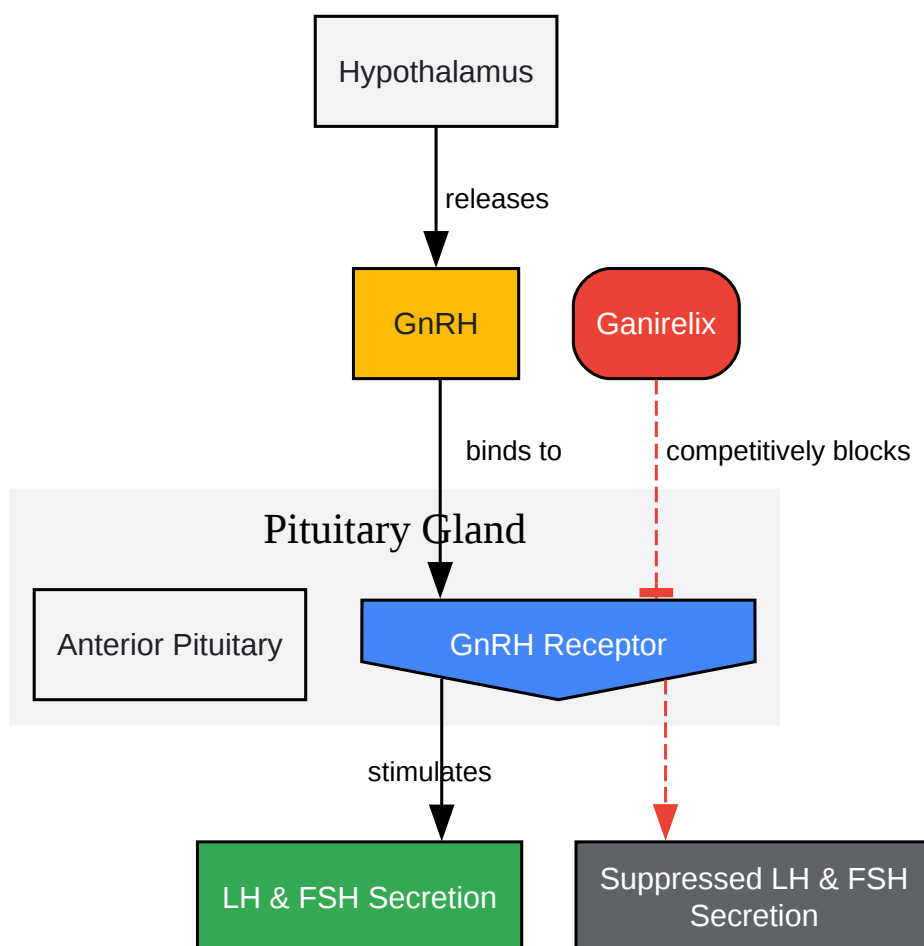 Hypothalamus
releases
GnRH
Ganirelix
binds to
competitively blocks
Pituitary Gland
Anterior Pituitary
GnRH Receptor
stimulates
LH & FSH Secretion
Suppressed LH & FSH
Secretion